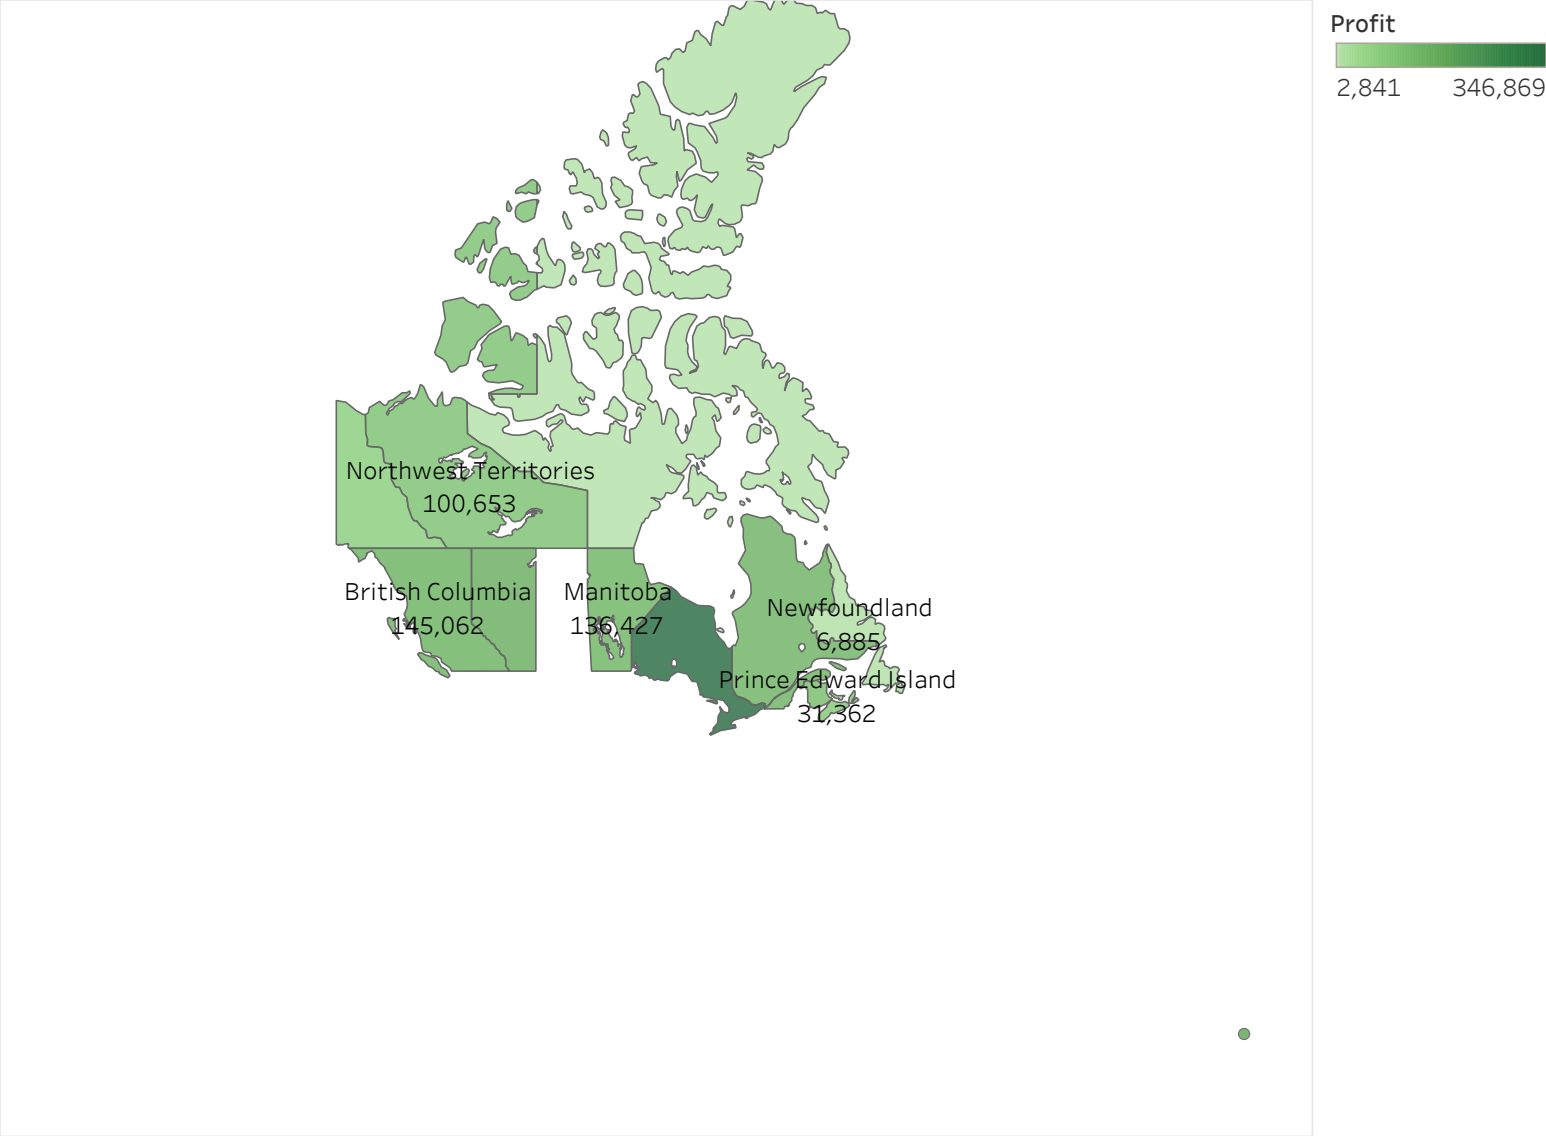 Profit
2,841 346,869
Northwest Territories
100,653
British Columbia
145,062
Manitoba
136,427
Newfoundland
6,885
Prince Edward Island
31,362